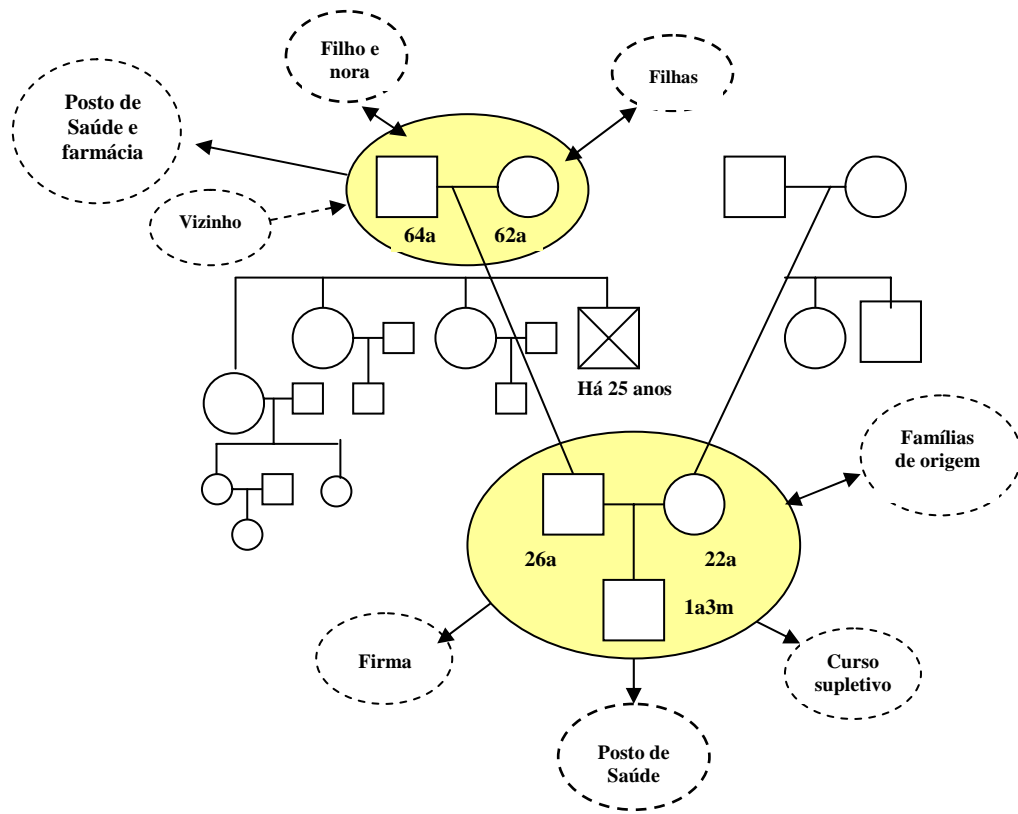 Filho e
nora
Filhas
Posto de
Saúde e
farmácia
Vizinho
64a
62a
Há 25 anos
Famílias
de origem
26a
22a
1a3m
Firma
Curso
supletivo
Posto de
Saúde